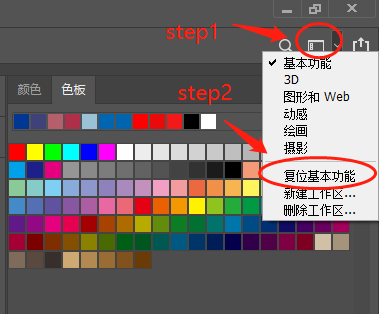 step1
基本功能
3D
颜色 色板
图形和 Web
step2
动感
绘画
摄影
复位基本功能
新建工作区...
删除工作区...